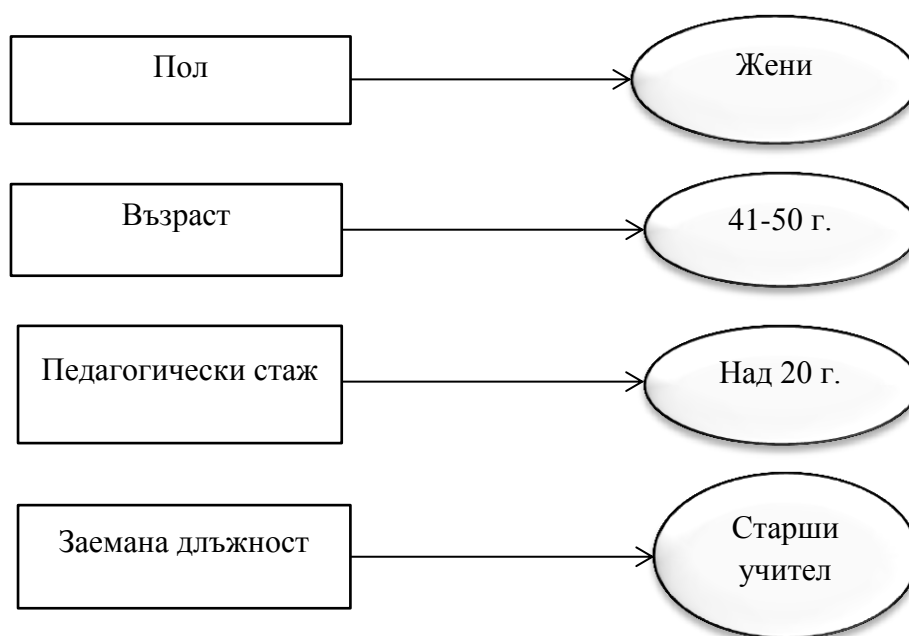 Пол
Жени
Възраст
41-50 г.
Педагогически стаж
Над 20 г.
Заемана длъжност
Старши
учител